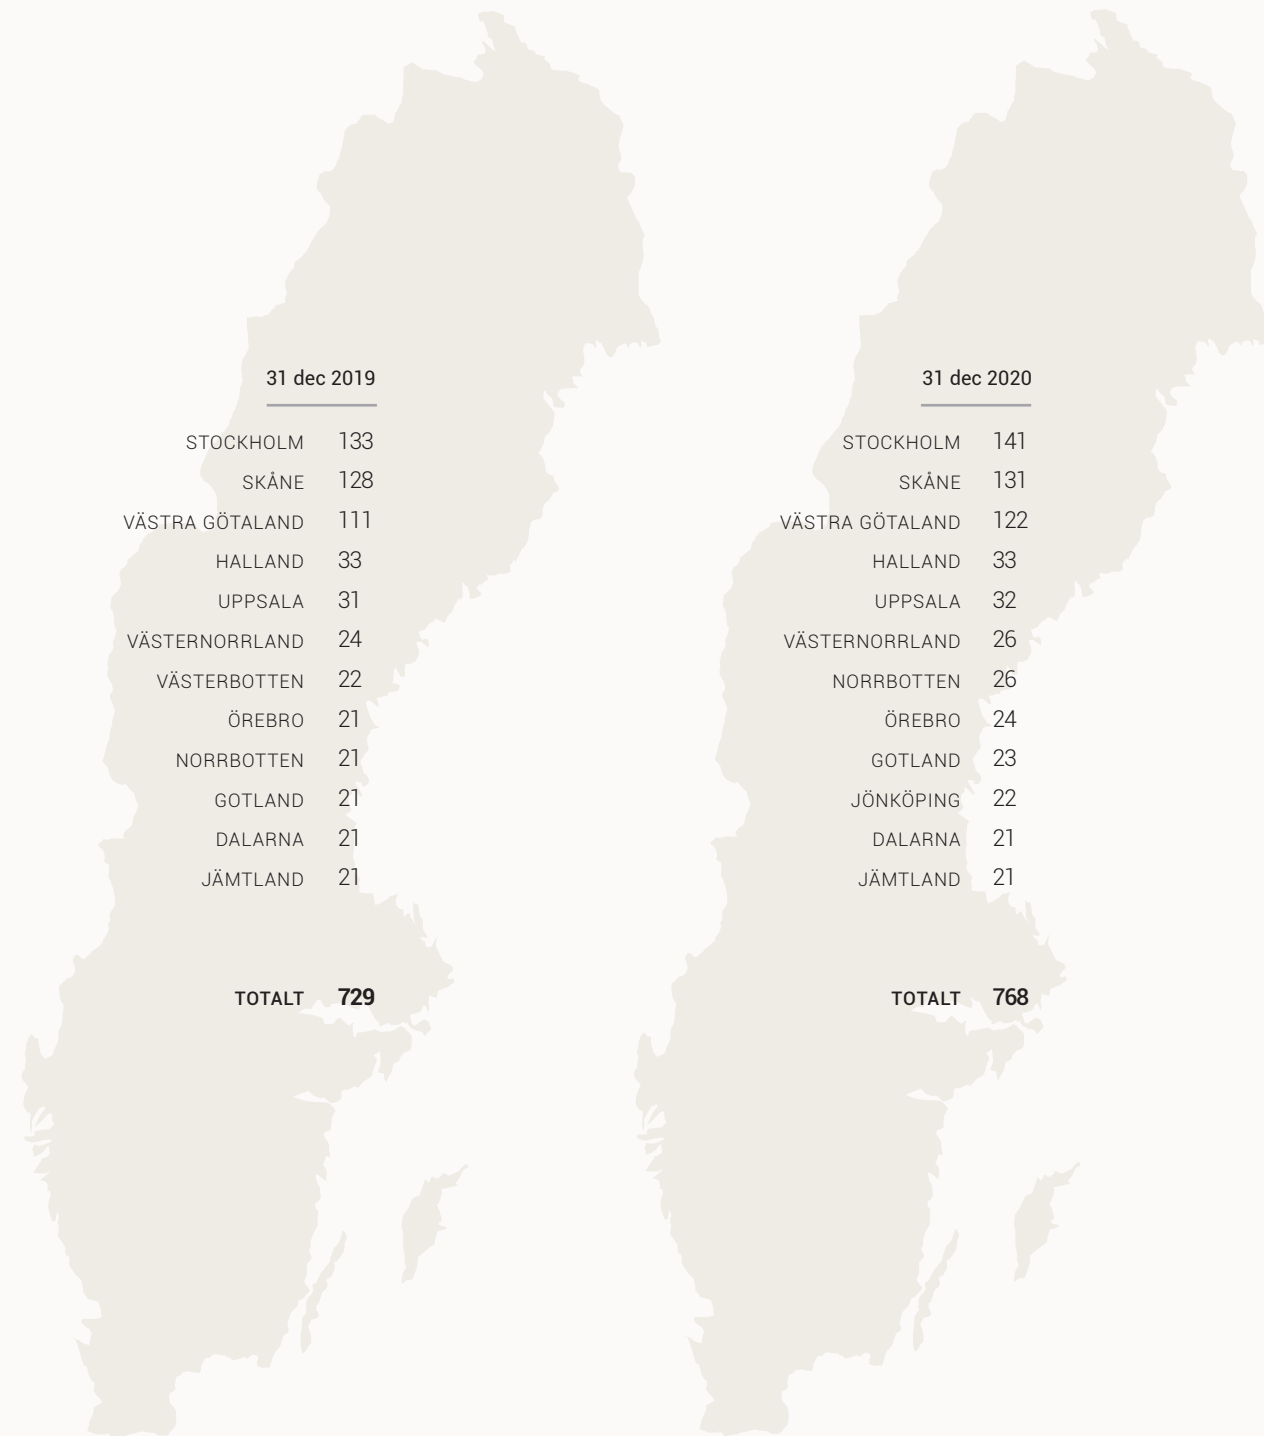 31 dec 2019
STOCKHOLM 133
SKÅNE 128
VÄSTRA GÖTALAND 111
HALLAND 33
UPPSALA 31
VÄSTERNORRLAND 24
VÄSTERBOTTEN 22
ÖREBRO 21
NORRBOTTEN 21
GOTLAND 21
DALARNA 21
JÄMTLAND 21
TOTALT 729
31 dec 2020
STOCKHOLM 141
SKÅNE 131
VÄSTRA GÖTALAND 122
HALLAND 33
UPPSALA 32
VÄSTERNORRLAND 26
NORRBOTTEN 26
ÖREBRO 24
GOTLAND 23
JÖNKÖPING 22
DALARNA 21
JÄMTLAND 21
TOTALT 768